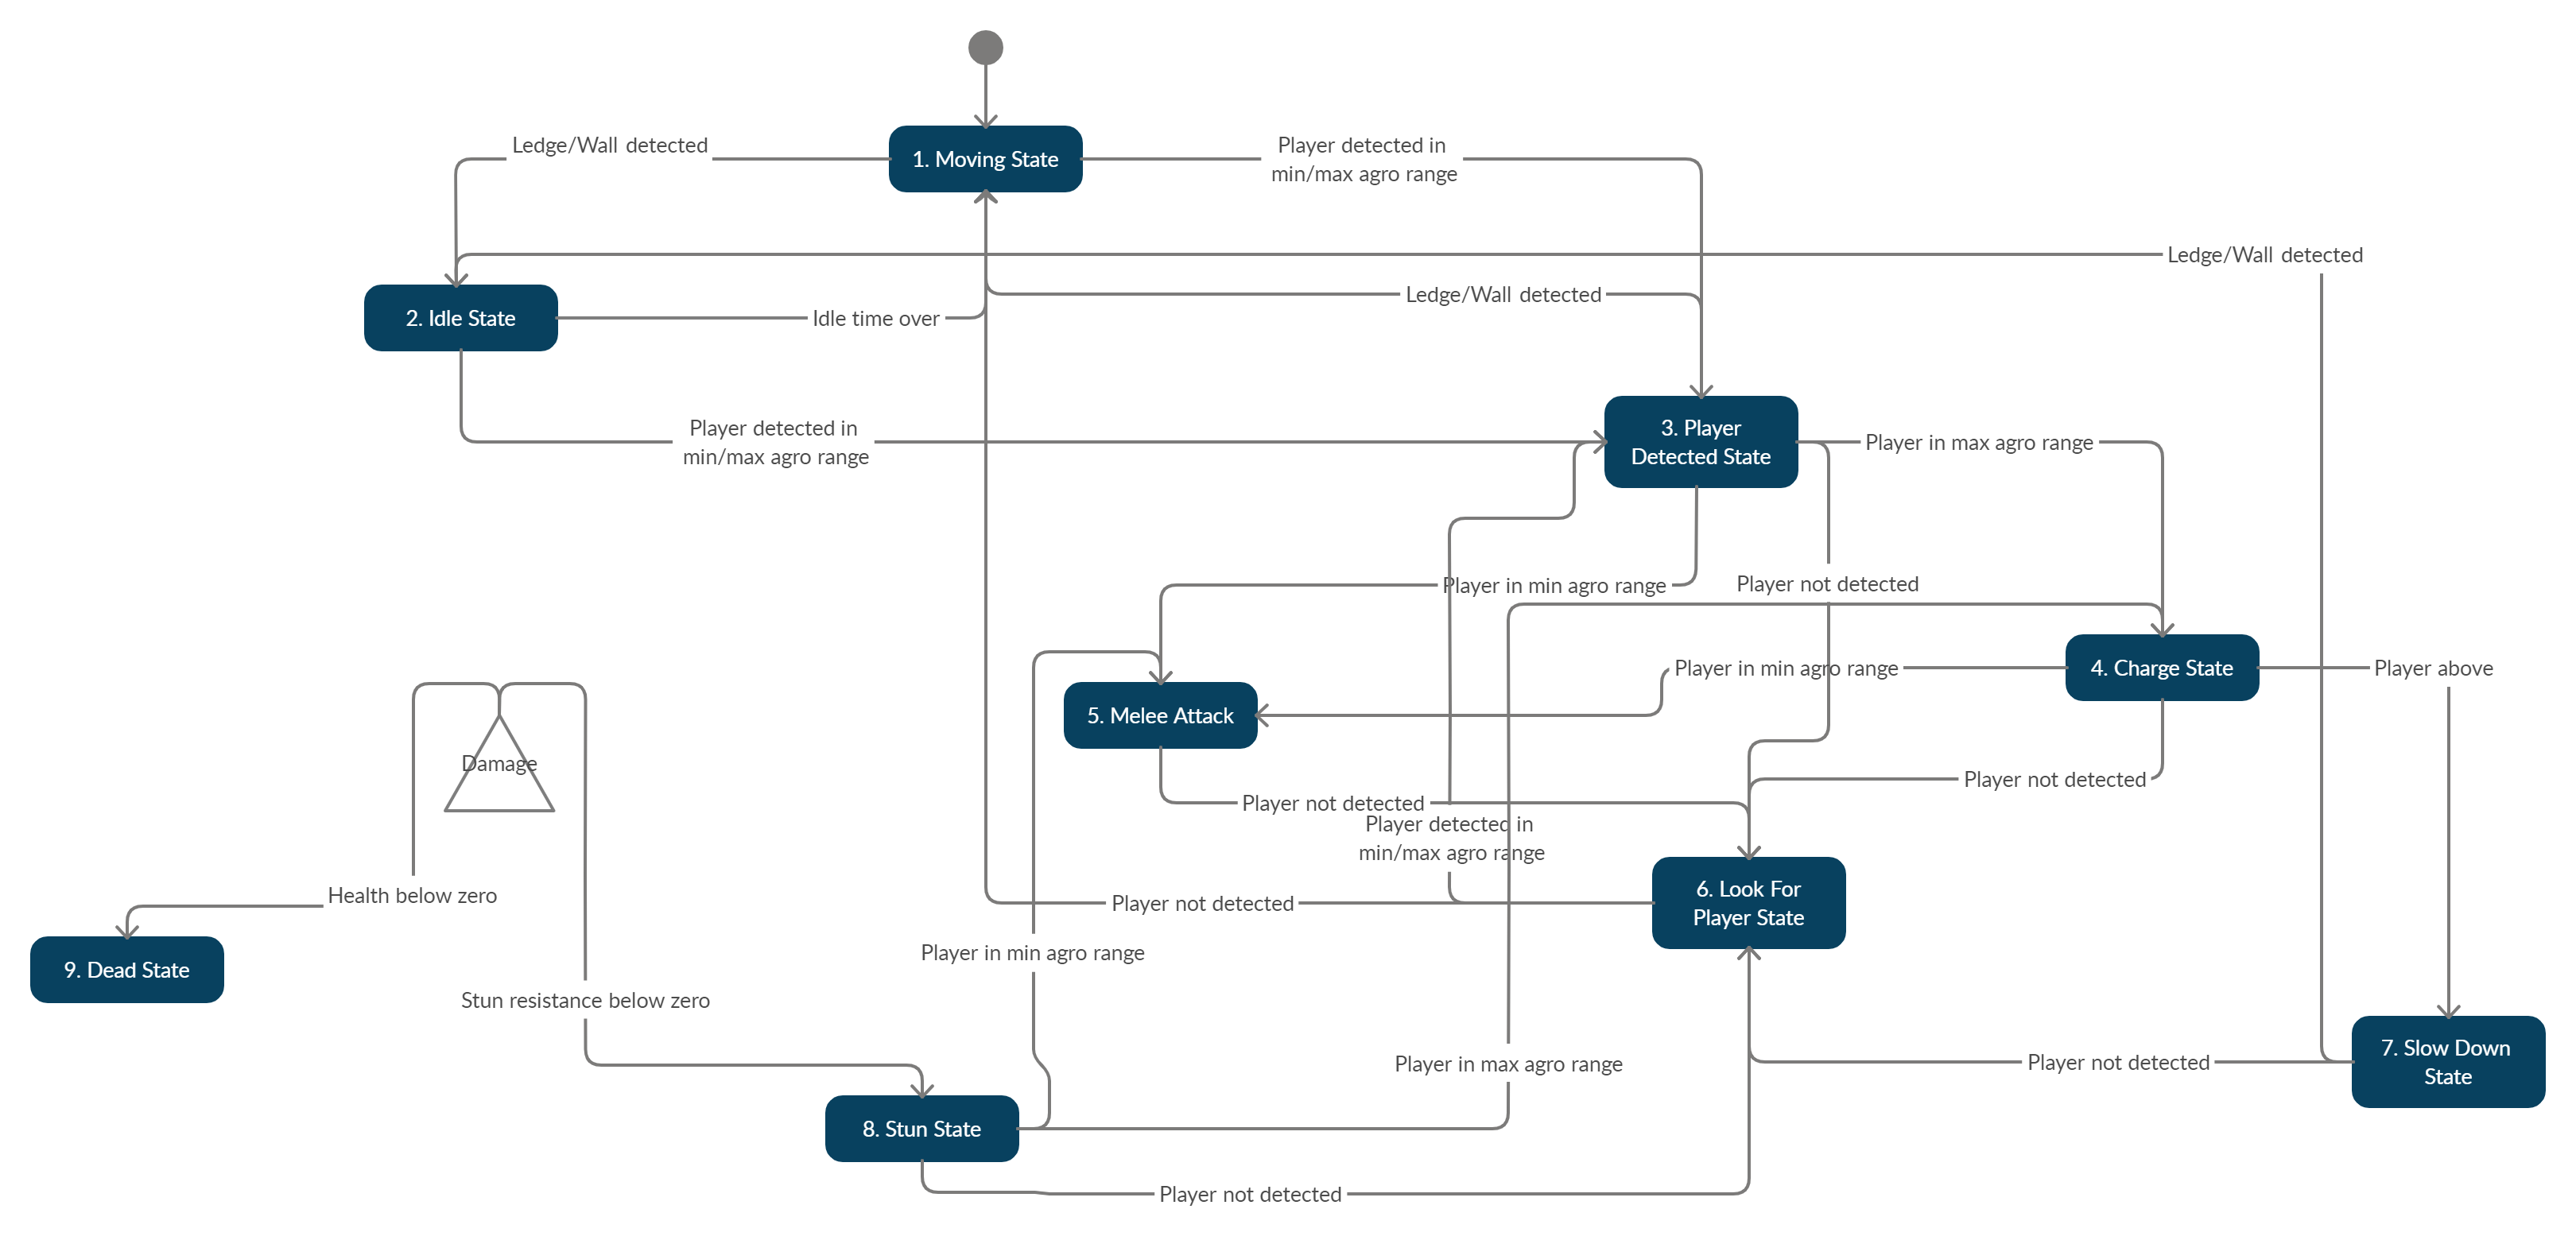 Ledge/Wall detected
1. Moving State
Player detected in
min/max agro range
Ledge/Wall detected
Ledge/Wall detected
2. Idle State
Idle time over
Player detected in
min/max agro range
3. Player
Detected State
Player in max agro range
Player in min agro range
Player not detected
Player in min agro range
4. Charge State
Player above
5. Melee Attack
Damage
Player not detected
Player not detected
Player detected in
min/max agro range
Health below zero
Player not detected
6. Look For
Player State
Player in min agro range
9. Dead State
Stun resistance below zero
Player in max agro range
Player not detected
7. Slow Down
State
8. Stun State
Player not detected